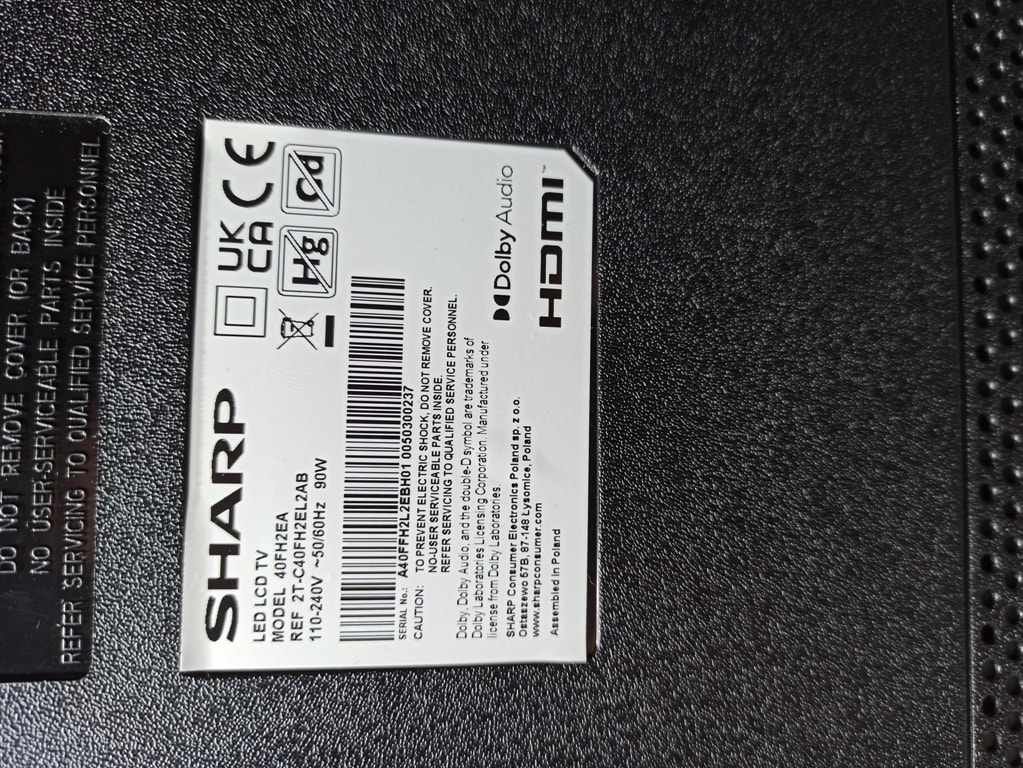 DO NOT REMOVE COVER (OR BACK)
NO USER-SERVICEABLE PARTS INSIDE
REFER SERVICING TO QUALIFIED SERVICE PERSONNEL
SHARP
UK
CA
CE
Hg
Cd
LED LCD TV
MODEL 40FH2EA
REF 2T-C40FH2EL2AB
110-240V ~50/60Hz 90W
SERIAL No.: A40FFH2L2EBH01 0050300237
CAUTION: TO PREVENT ELECTRIC SHOCK, DO NOT REMOVE COVER.
NO-USER SERVICEABLE PARTS INSIDE.
REFER SERVICING TO QUALIFIED SERVICE PERSONNEL.
Dolby, Dolby Audio, and the double-D symbol are trademarks of
Dolby Laboratories Licensing Corporation. Manufactured under
license from Dolby Laboratories.
Dolby Audio
SHARP Consumer Electronics Poland sp. z o.o.
Ostaszewo 57B, 87-148 Łysomice, Poland
www.sharpconsumer.com
HDMI™
Assembled in Poland